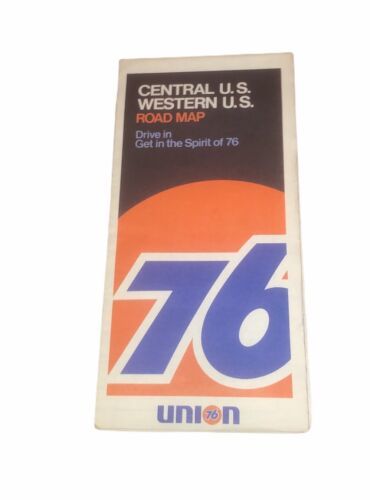 CENTRAL U.S.
WESTERN U.S.
ROAD MAP
Drive in
Get in the Spirit of 76
76
union
76